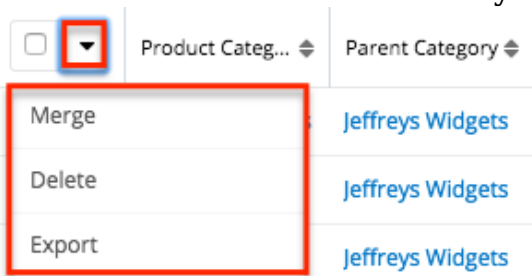 Product Categ... Parent Category
Merge Jeffreys Widgets
Delete Jeffreys Widgets
Export Jeffreys Widgets